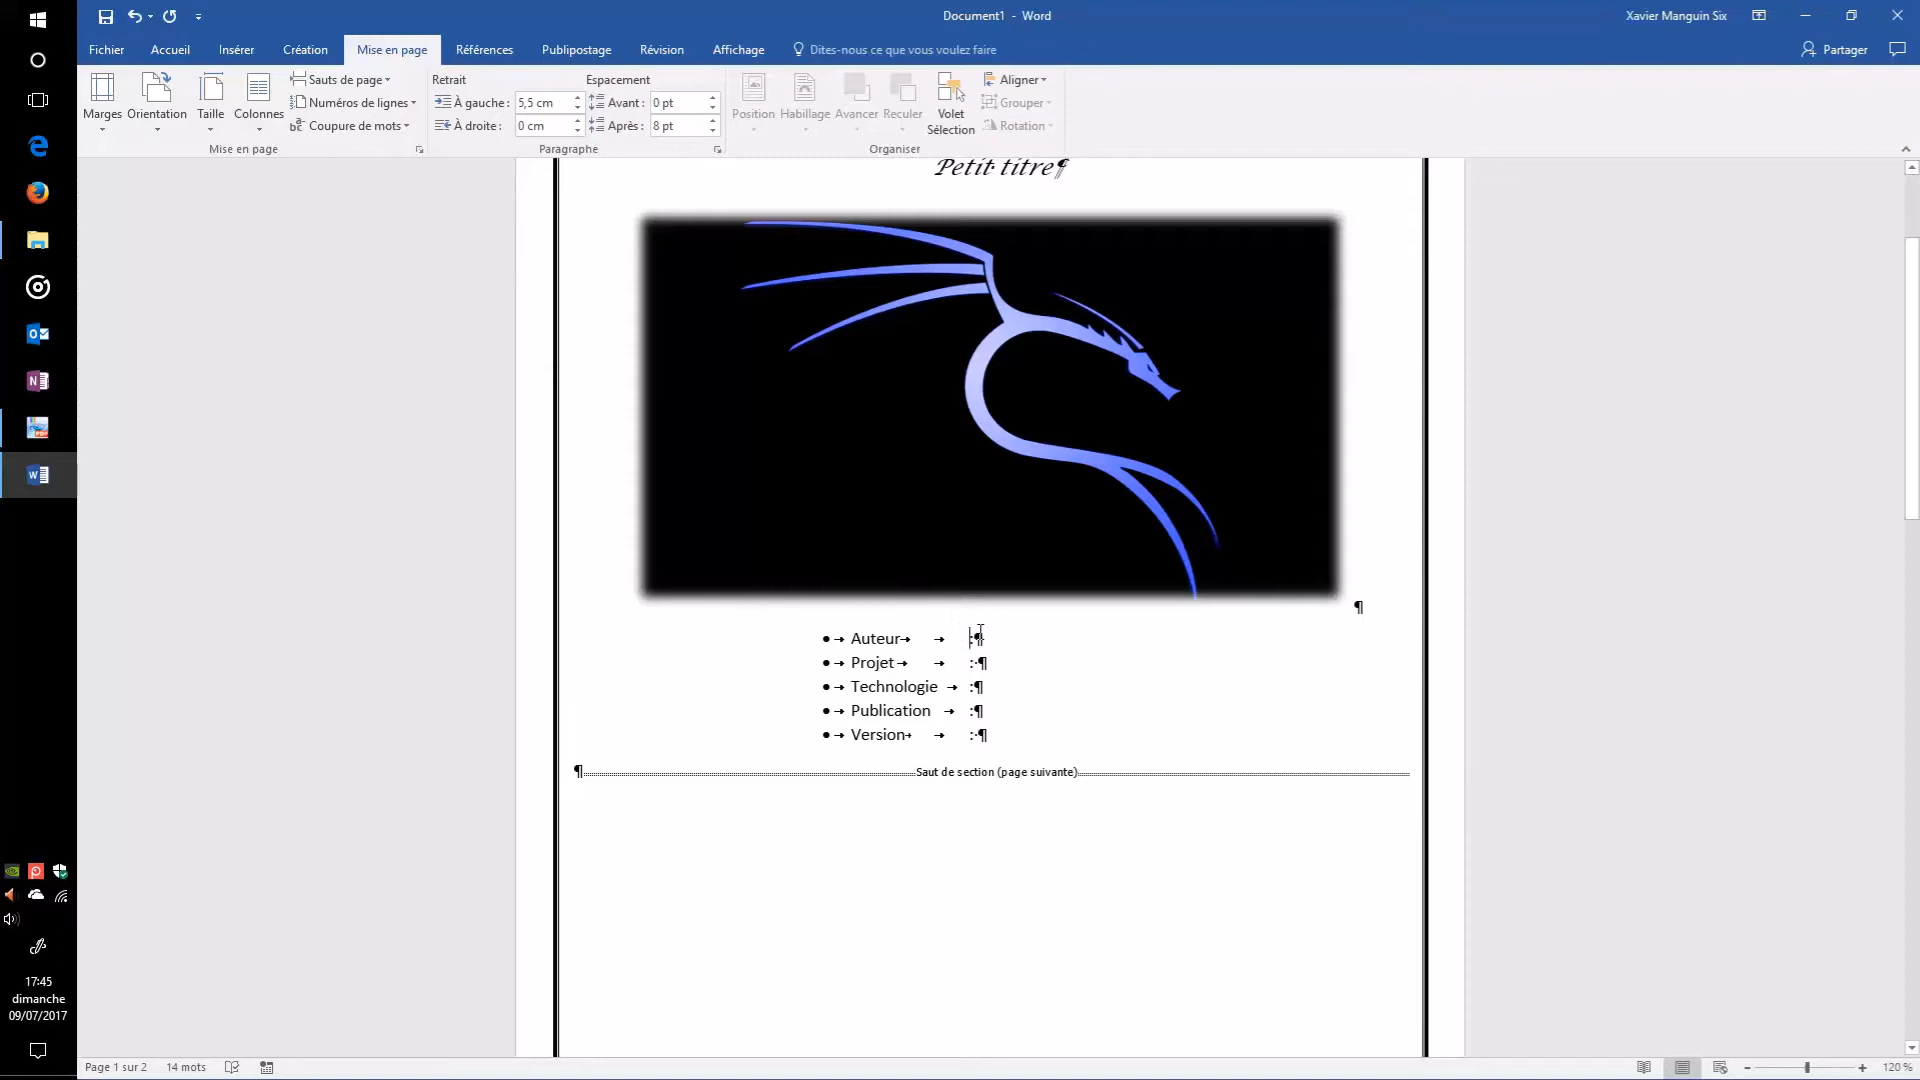 Document1 - Word
Xavier Manguin Six
Fichier
Accueil
Insérer
Création
Mise en page
Références
Publipostage
Révision
Affichage
Dites-nous ce que vous voulez faire
Partager
Marges
Orientation
Taille
Colonnes
Sauts de page
Numéros de lignes
Coupure de mots
Mise en page
Retrait
À gauche : 5,5 cm
À droite : 0 cm
Espacement
Avant : 0 pt
Après : 8 pt
Paragraphe
Position
Habillage
Avancer
Reculer
Volet
Sélection
Aligner
Grouper
Rotation
Organiser
Petit titre
Auteur :
Projet :
Technologie :
Publication :
Version :
Saut de section (page suivante)
17:45
dimanche
09/07/2017
Page 1 sur 2
14 mots
120 %